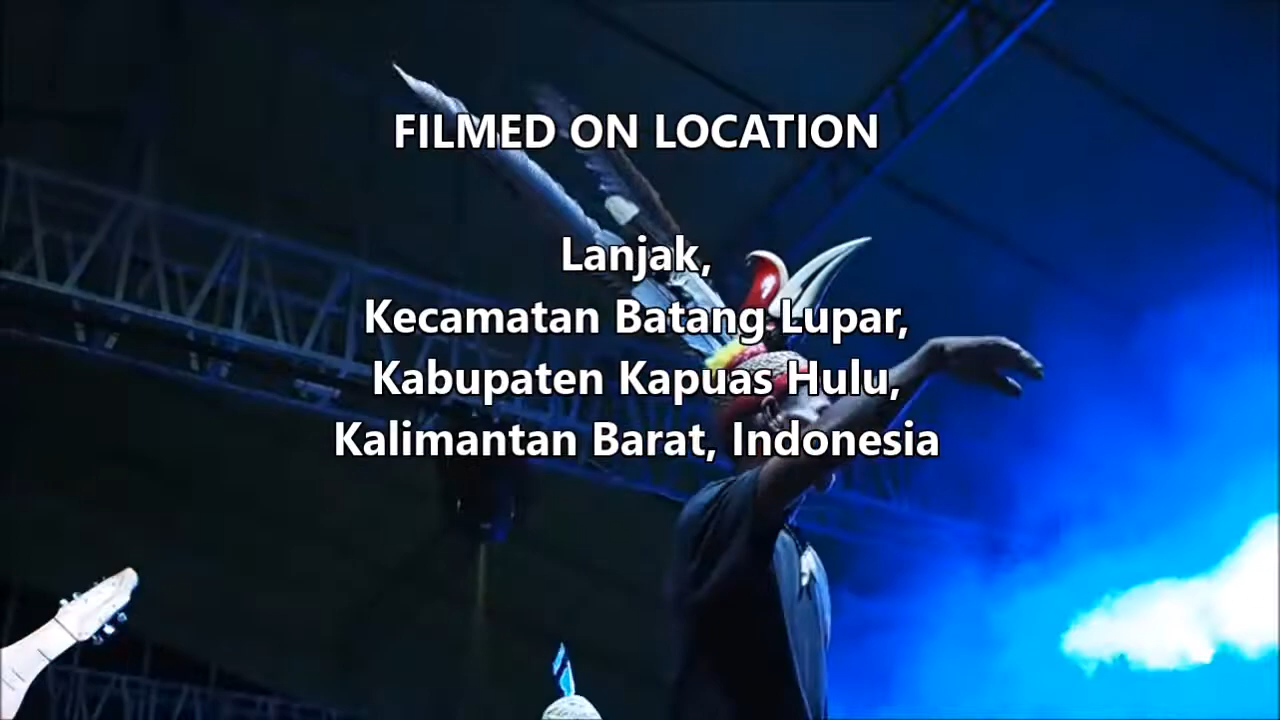 FILMED ON LOCATION
Lanjak,
Kecamatan Batang Lupar,
Kabupaten Kapuas Hulu,
Kalimantan Barat, Indonesia